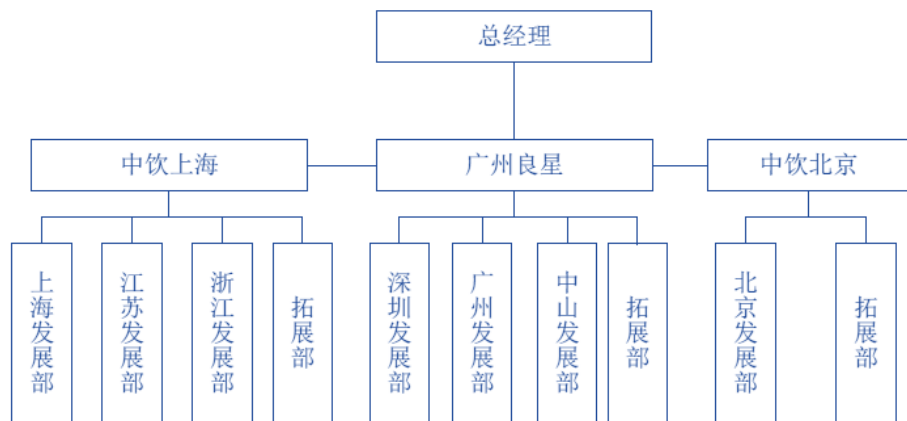 总经理
中饮上海
广州良星
中饮北京
上海发展部
江苏发展部
浙江发展部
拓展部
深圳发展部
广州发展部
中山发展部
拓展部
北京发展部
拓展部